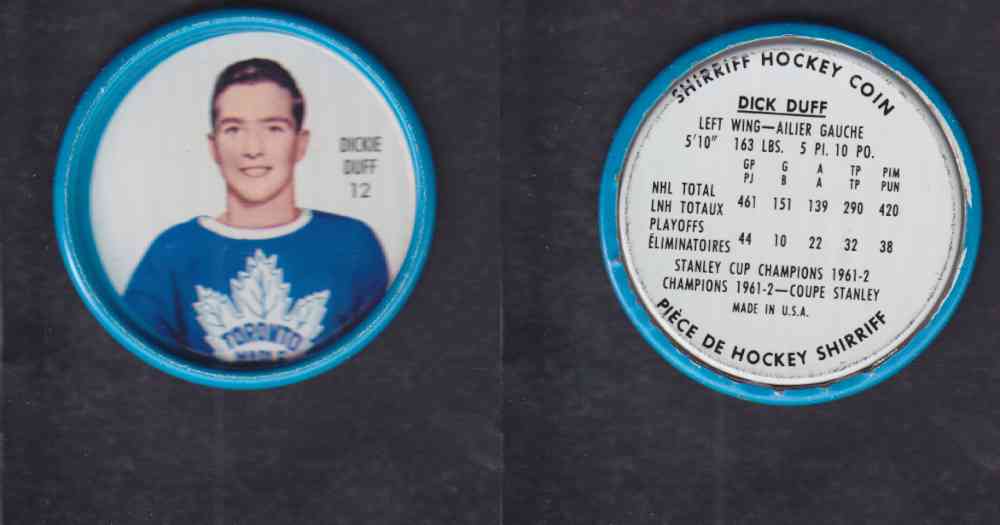 DICKIE
DUFF
12
TORONTO
MAPLE
SHIRRIFF HOCKEY COIN
DICK DUFF
LEFT WING—AILIER GAUCHE
5'10" 163 LBS. 5 PI. 10 PO.
GP G A TP PIM
PJ B A TP PUN
NHL TOTAL
LNH TOTAUX 461 151 139 290 420
PLAYOFFS
ÉLIMINATOIRES 44 10 22 32 38
STANLEY CUP CHAMPIONS 1961-2
CHAMPIONS 1961-2—COUPE STANLEY
MADE IN U.S.A.
PIÈCE DE HOCKEY SHIRRIFF